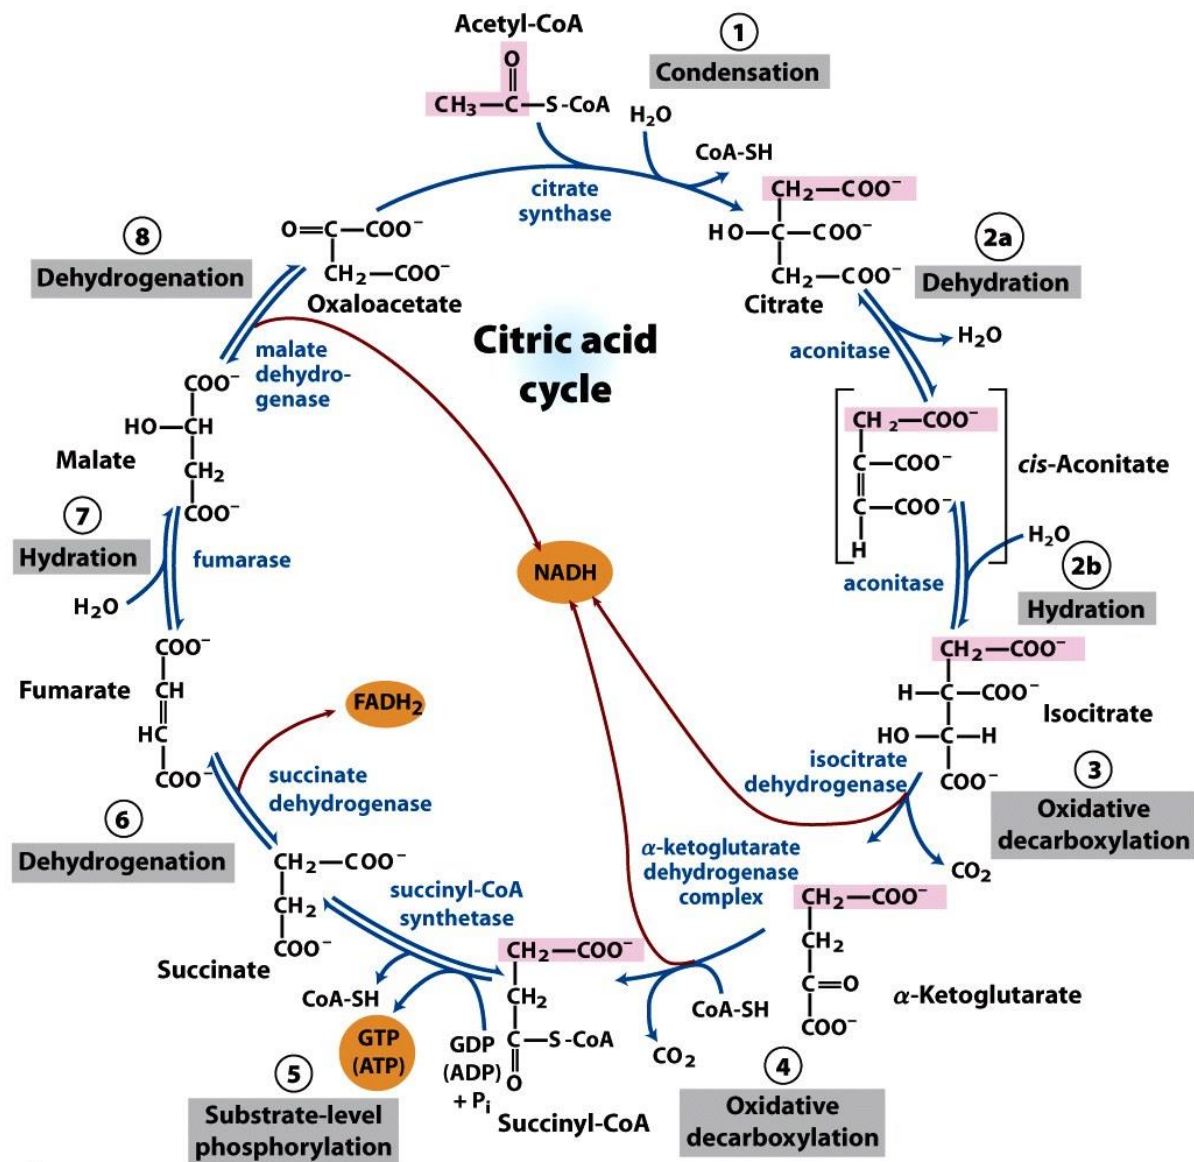 Acetyl-CoA
O
CH₃—C—S-CoA
1
Condensation
H₂O
CoA-SH
citrate
synthase
CH₂—COO⁻
HO—C—COO⁻
CH₂—COO⁻
Citrate
2a
Dehydration
H₂O
aconitase
8
Dehydrogenation
O=C—COO⁻
CH₂—COO⁻
Oxaloacetate
malate
dehydro-
genase
Citric acid
cycle
CH₂—COO⁻
C—COO⁻
C—COO⁻
H
cis-Aconitate
H₂O
aconitase
2b
Hydration
COO⁻
HO—CH
CH₂
COO⁻
Malate
7
Hydration
fumarase
H₂O
NADH
CH₂—COO⁻
H—C—COO⁻
HO—C—H
COO⁻
Isocitrate
isocitrate
dehydrogenase
3
Oxidative
decarboxylation
CO₂
COO⁻
CH
HC
COO⁻
Fumarate
FADH₂
succinate
dehydrogenase
6
Dehydrogenation
α-ketoglutarate
dehydrogenase
complex
CH₂—COO⁻
CH₂
C=O
COO⁻
α-Ketoglutarate
CH₂—COO⁻
CH₂
COO⁻
Succinate
succinyl-CoA
synthetase
CH₂—COO⁻
CH₂
C—S-CoA
O
Succinyl-CoA
CoA-SH
GTP
(ATP)
GDP
(ADP)
+ Pᵢ
CO₂
CoA-SH
5
Substrate-level
phosphorylation
4
Oxidative
decarboxylation